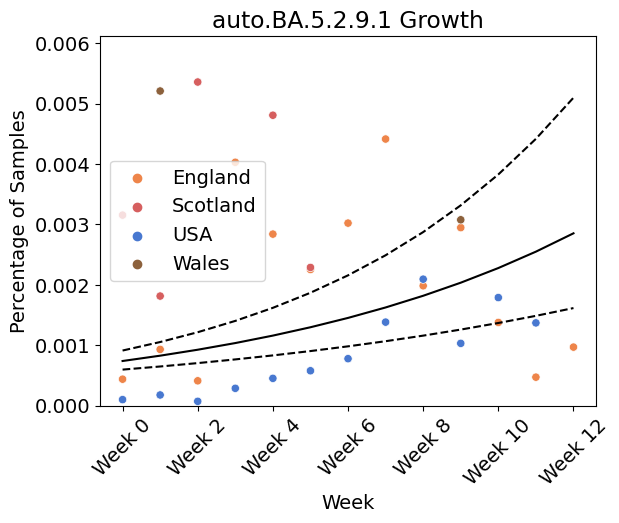 auto.BA.5.2.9.1 Growth
Percentage of Samples
0.006
0.005
0.004
0.003
0.002
0.001
0.000
England
Scotland
USA
Wales
Week 0
Week 2
Week 4
Week 6
Week 8
Week 10
Week 12
Week